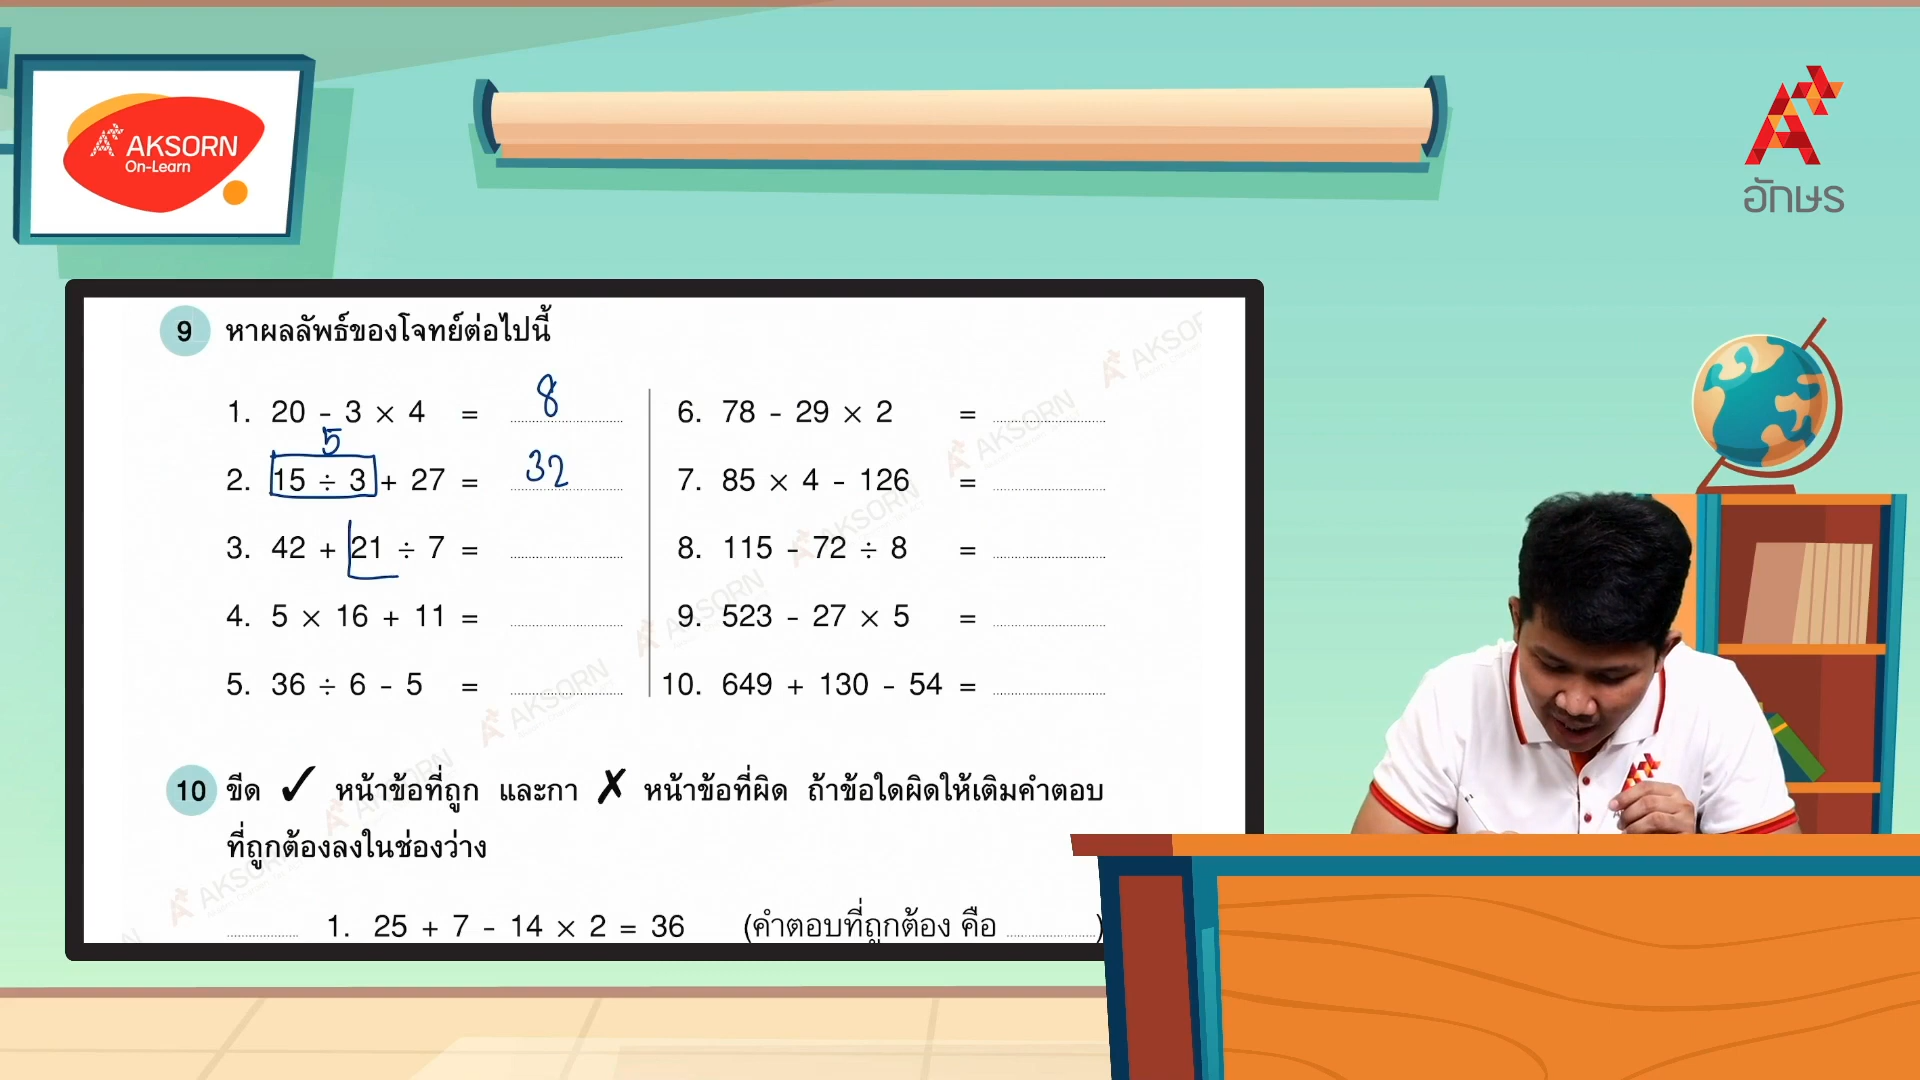 AKSORN
On-Learn
อักษร
9 หาผลลัพธ์ของโจทย์ต่อไปนี้
1. 20 - 3 × 4 = 8
5
2. 15 ÷ 3 + 27 = 32
3. 42 + 21 ÷ 7 =
4. 5 × 16 + 11 =
5. 36 ÷ 6 - 5 =
6. 78 - 29 × 2 =
7. 85 × 4 - 126 =
8. 115 - 72 ÷ 8 =
9. 523 - 27 × 5 =
10. 649 + 130 - 54 =
10 ขีด ✓ หน้าข้อที่ถูก และกา ✗ หน้าข้อที่ผิด ถ้าข้อใดผิดให้เติมคำตอบ
ที่ถูกต้องลงในช่องว่าง
1. 25 + 7 - 14 × 2 = 36 (คำตอบที่ถูกต้อง คือ ............)